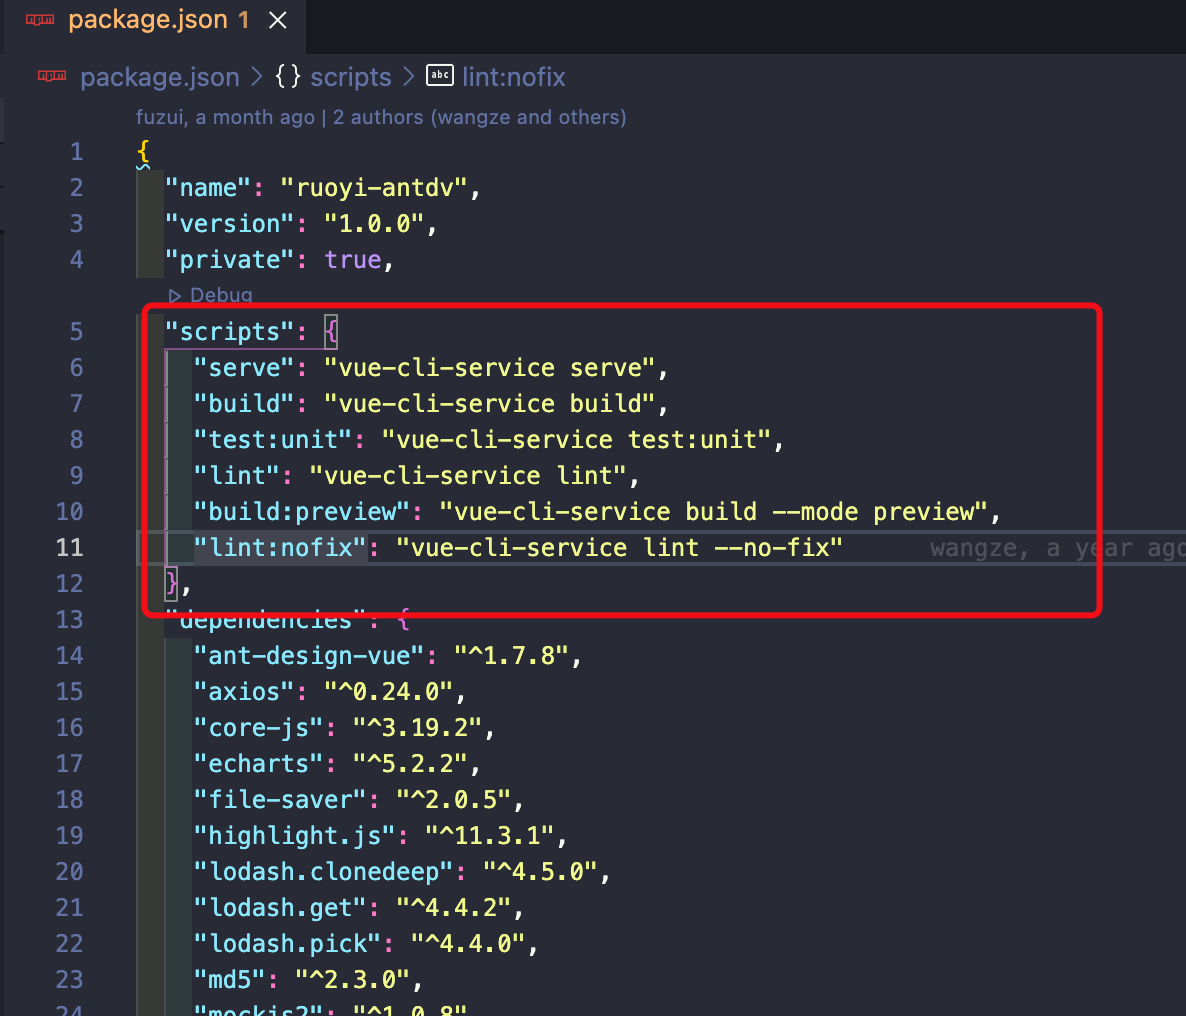 package.json 1
package.json > {} scripts > abc lint:nofix
fuzui, a month ago | 2 authors (wangze and others)
1 {
2 "name": "ruoyi-antdv",
3 "version": "1.0.0",
4 "private": true,
Debug
5 "scripts": {
6 "serve": "vue-cli-service serve",
7 "build": "vue-cli-service build",
8 "test:unit": "vue-cli-service test:unit",
9 "lint": "vue-cli-service lint",
10 "build:preview": "vue-cli-service build --mode preview",
11 "lint:nofix": "vue-cli-service lint --no-fix" wangze, a year ago
12 },
13 "dependencies": {
14 "ant-design-vue": "^1.7.8",
15 "axios": "^0.24.0",
16 "core-js": "^3.19.2",
17 "echarts": "^5.2.2",
18 "file-saver": "^2.0.5",
19 "highlight.js": "^11.3.1",
20 "lodash.clonedeep": "^4.5.0",
21 "lodash.get": "^4.4.2",
22 "lodash.pick": "^4.4.0",
23 "md5": "^2.3.0",
24 "mockjs2": "^1.0.8"